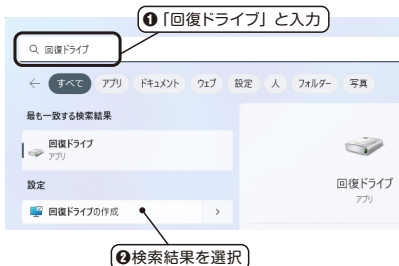 ❶「回復ドライブ」と入力
回復ドライブ
すべて アプリ ドキュメント ウェブ 設定 人 フォルダー 写真
最も一致する検索結果
回復ドライブ
アプリ
設定
回復ドライブの作成
回復ドライブ
アプリ
❷検索結果を選択